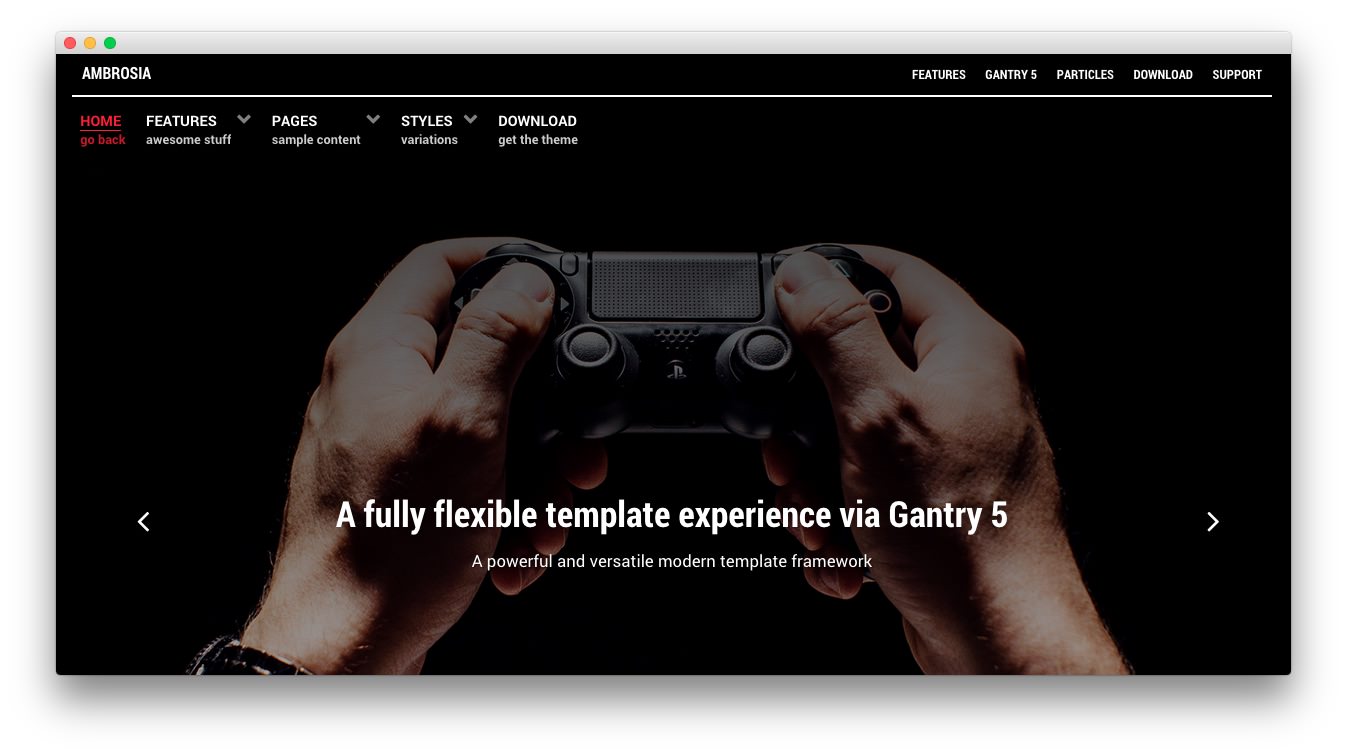 AMBROSIA
FEATURES GANTRY 5 PARTICLES DOWNLOAD SUPPORT
HOME FEATURES PAGES STYLES DOWNLOAD
go back awesome stuff sample content variations get the theme
A fully flexible template experience via Gantry 5
A powerful and versatile modern template framework